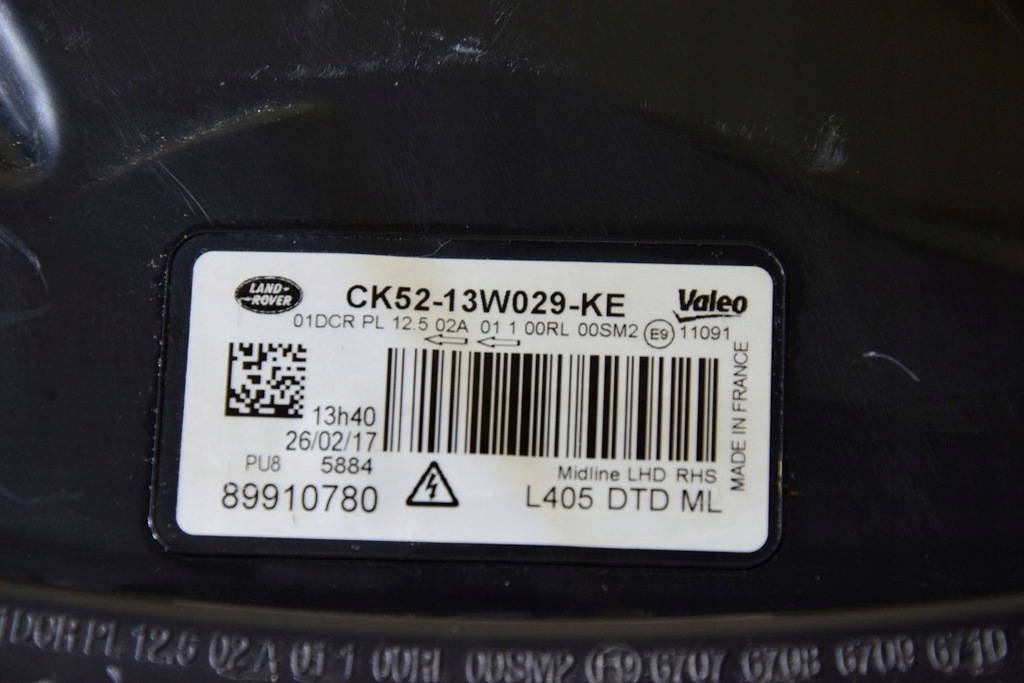 LAND-
ROVER
CK52-13W029-KE
Valeo
01DCR PL 12.5 02A 01 1 00RL 00SM2 E9 11091
13h40
26/02/17
PU8 5884
89910780
Midline LHD RHS
L405 DTD ML
MADE IN FRANCE
1DCR PL 12.5 02A 01 1 00RL 00SM2 E9 6707 6708 6709 6710